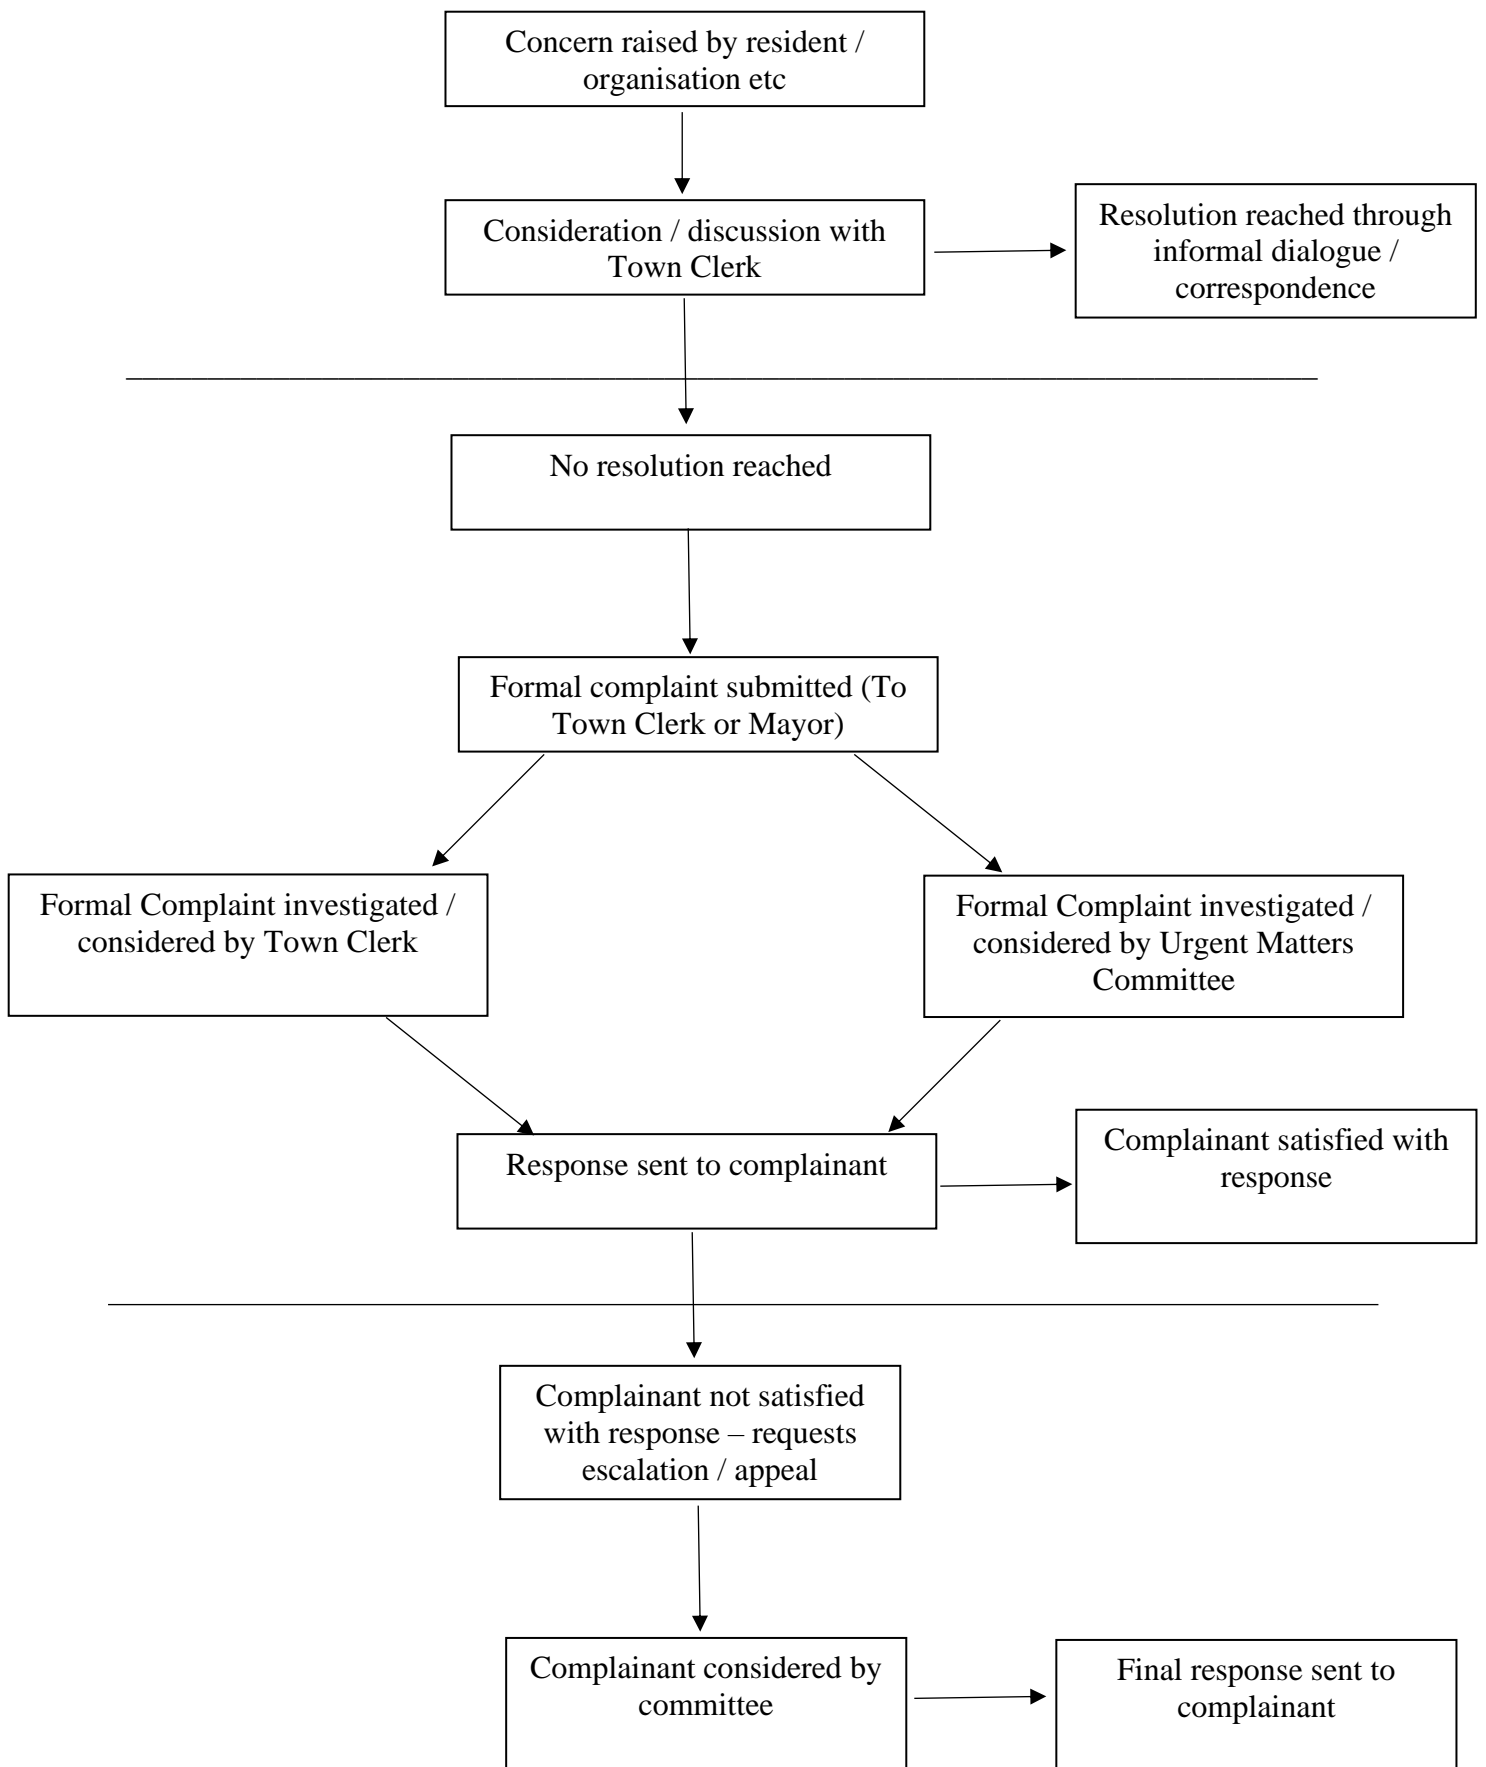 Concern raised by resident /
organisation etc
Consideration / discussion with
Town Clerk
Resolution reached through
informal dialogue /
correspondence
No resolution reached
Formal complaint submitted (To
Town Clerk or Mayor)
Formal Complaint investigated /
considered by Town Clerk
Formal Complaint investigated /
considered by Urgent Matters
Committee
Response sent to complainant
Complainant satisfied with
response
Complainant not satisfied
with response – requests
escalation / appeal
Complainant considered by
committee
Final response sent to
complainant